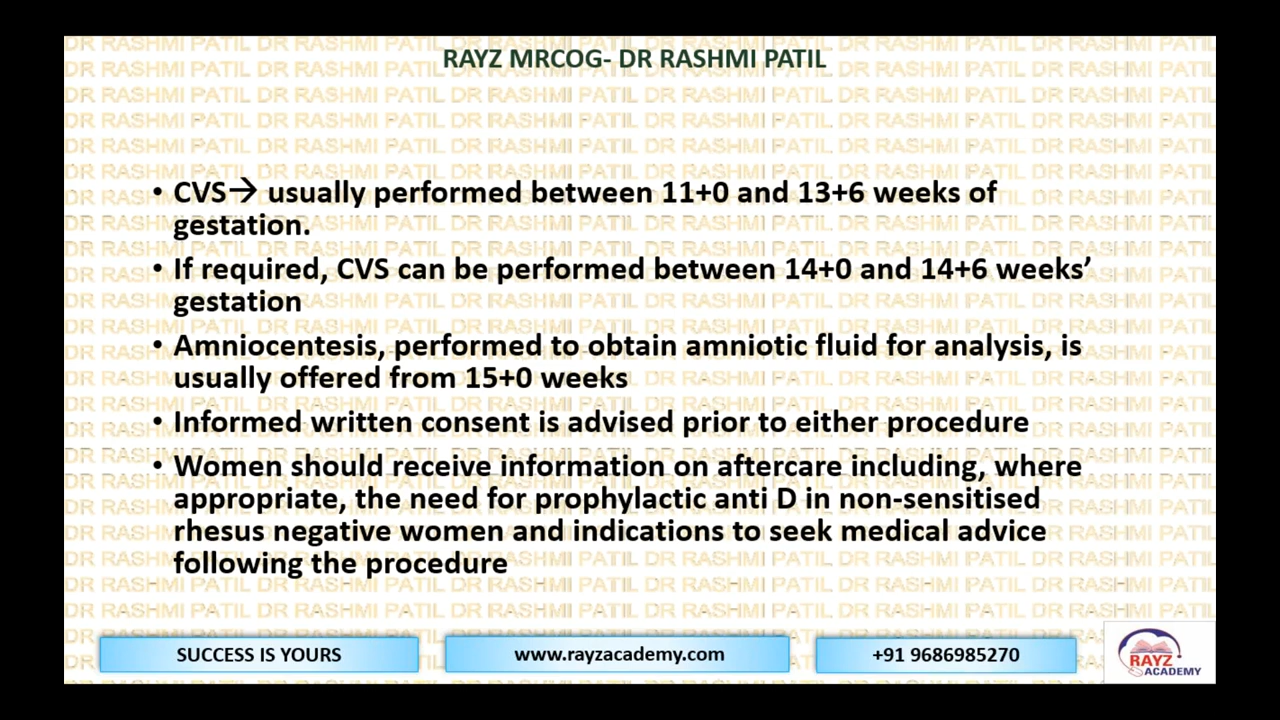 RAYZ MRCOG- DR RASHMI PATIL
• CVS→ usually performed between 11+0 and 13+6 weeks of
gestation.
• If required, CVS can be performed between 14+0 and 14+6 weeks’
gestation
• Amniocentesis, performed to obtain amniotic fluid for analysis, is
usually offered from 15+0 weeks
• Informed written consent is advised prior to either procedure
• Women should receive information on aftercare including, where
appropriate, the need for prophylactic anti D in non-sensitised
rhesus negative women and indications to seek medical advice
following the procedure
SUCCESS IS YOURS
www.rayzacademy.com
+91 9686985270
RAYZ
ACADEMY